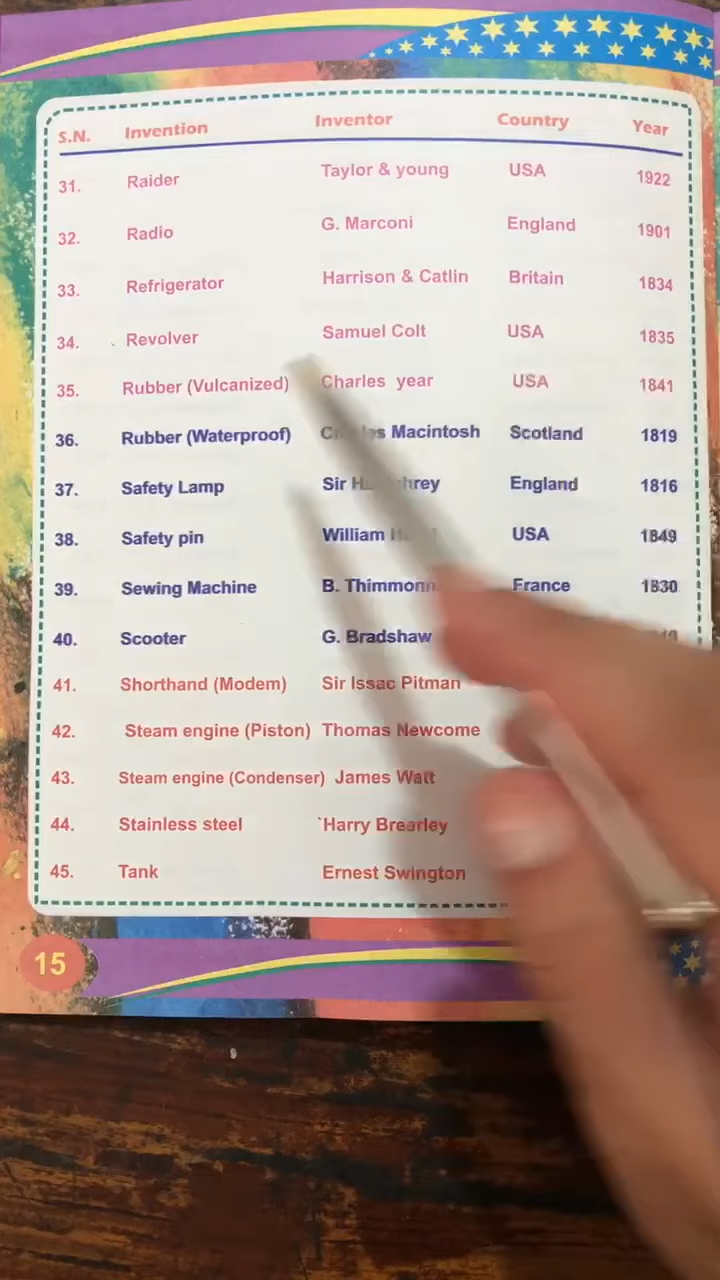 S.N. Invention Inventor Country Year
31. Raider Taylor & young USA 1922
32. Radio G. Marconi England 1901
33. Refrigerator Harrison & Catlin Britain 1834
34. Revolver Samuel Colt USA 1835
35. Rubber (Vulcanized) Charles year USA 1841
36. Rubber (Waterproof) Macintosh Scotland 1819
37. Safety Lamp Sir England 1816
38. Safety pin William USA 1849
39. Sewing Machine B. France 1830
40. Scooter G. Bradshaw
41. Shorthand (Modem) Sir Issac Pitman
42. Steam engine (Piston) Thomas Newcome
43. Steam engine (Condenser) James Watt
44. Stainless steel Harry Brearley
45. Tank Ernest Swington
15